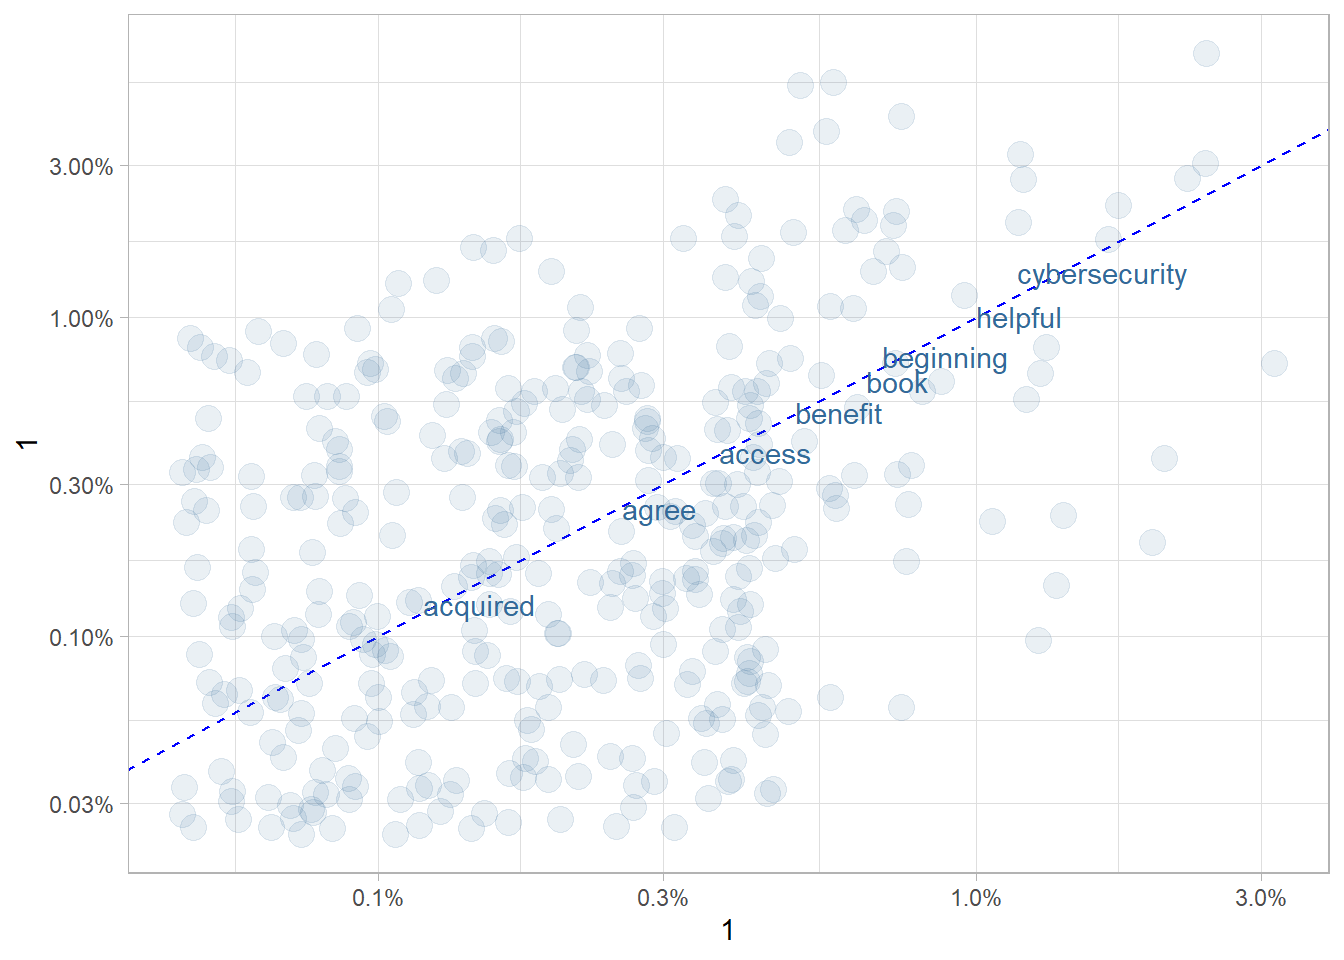 3.00%
1.00%
0.30%
0.10%
0.03%
1
cybersecurity
helpful
beginning
book
benefit
access
agree
acquired
0.1%
0.3%
1.0%
3.0%
1